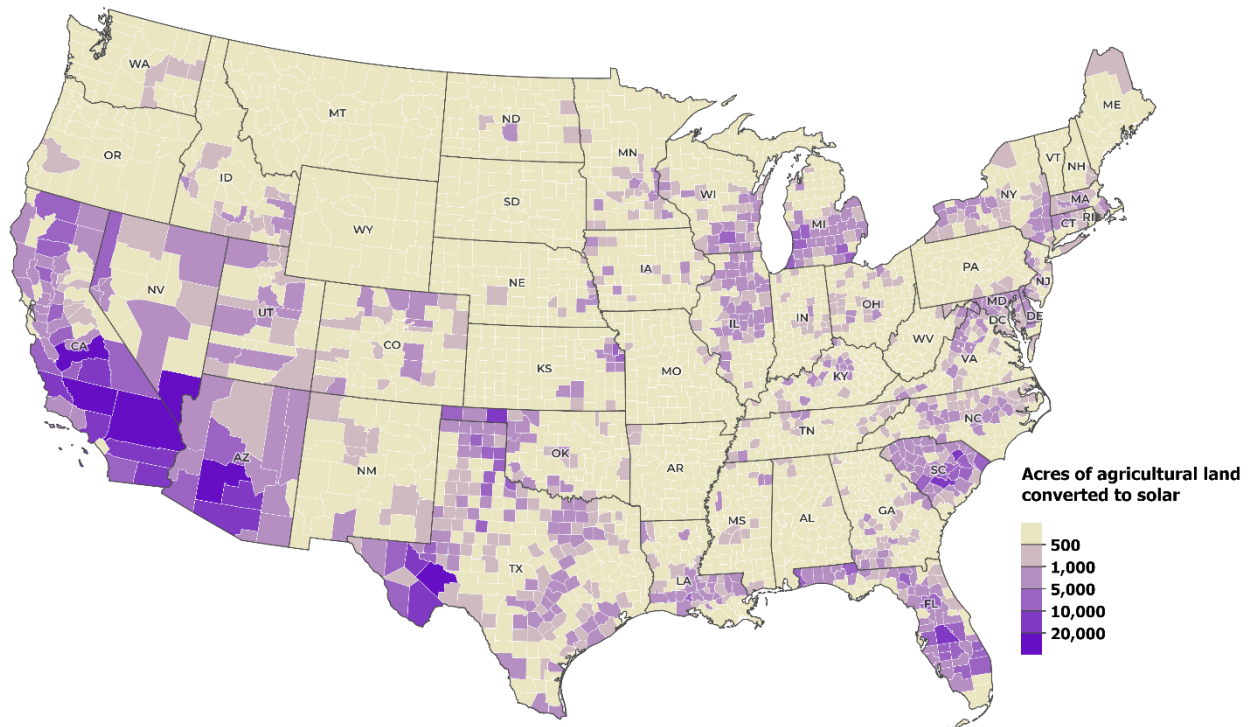 WA
MT
ND
MN
ME
OR
ID
WI
VT
NH
NY
SD
MI
MA
WY
CT
RI
IA
PA
NE
NJ
NV
OH
UT
IL
IN
MD
DE
CO
DC
WV
CA
VA
KS
MO
KY
NC
TN
AZ
OK
NM
AR
SC
MS
AL
GA
TX
LA
FL
Acres of agricultural land
converted to solar
500
1,000
5,000
10,000
20,000